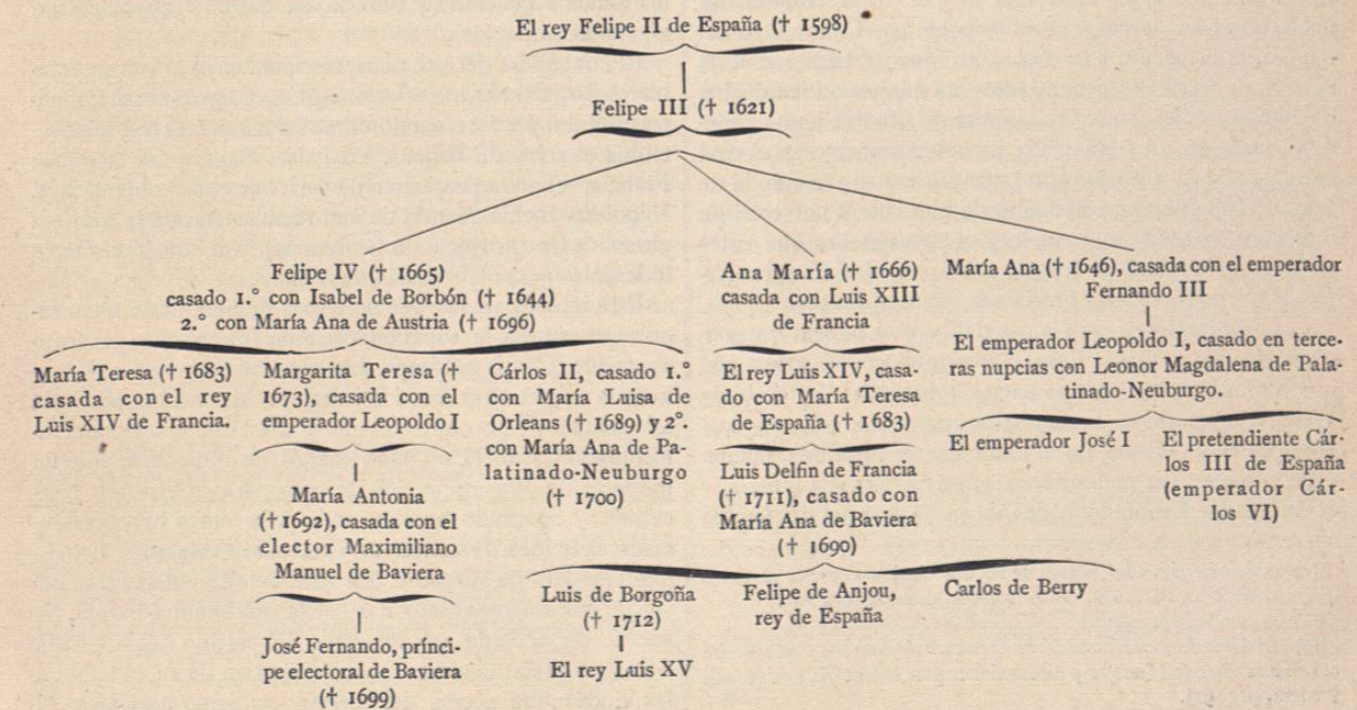 El rey Felipe II de España († 1598)
Felipe III († 1621)
Felipe IV († 1665)
casado 1.° con Isabel de Borbón († 1644)
2.° con María Ana de Austria († 1696)
Ana María († 1666)
casada con Luis XIII
de Francia
María Ana († 1646), casada con el emperador
Fernando III
El emperador Leopoldo I, casado en terce-
ras nupcias con Leonor Magdalena de Pala-
tinado-Neuburgo.
María Teresa († 1683)
casada con el rey
Luis XIV de Francia.
Margarita Teresa (†
1673), casada con el
emperador Leopoldo I
Cárlos II, casado 1.°
con María Luisa de
Orleans († 1689) y 2°.
con María Ana de Pa-
latinado-Neuburgo
(† 1700)
El rey Luis XIV, casa-
do con María Teresa
de España († 1683)
El emperador José I
El pretendiente Cár-
los III de España
(emperador Cár-
los VI)
María Antonia
(† 1692), casada con el
elector Maximiliano
Manuel de Baviera
Luis Delfin de Francia
(† 1711), casado con
María Ana de Baviera
(† 1690)
José Fernando, prínci-
pe electoral de Baviera
(† 1699)
Luis de Borgoña
(† 1712)
El rey Luis XV
Felipe de Anjou,
rey de España
Carlos de Berry